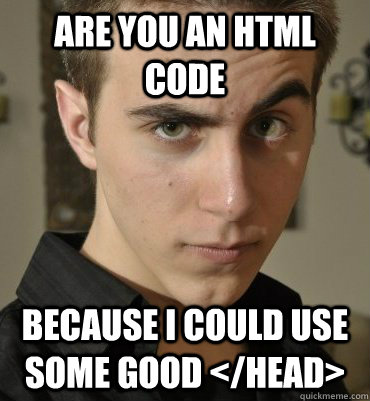 ARE YOU AN HTML
CODE
BECAUSE I COULD USE
SOME GOOD </HEAD>
quickmeme.com